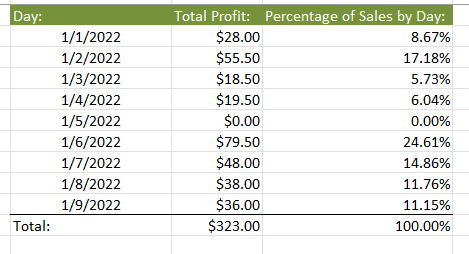 Day: Total Profit: Percentage of Sales by Day:
1/1/2022 $28.00 8.67%
1/2/2022 $55.50 17.18%
1/3/2022 $18.50 5.73%
1/4/2022 $19.50 6.04%
1/5/2022 $0.00 0.00%
1/6/2022 $79.50 24.61%
1/7/2022 $48.00 14.86%
1/8/2022 $38.00 11.76%
1/9/2022 $36.00 11.15%
Total: $323.00 100.00%